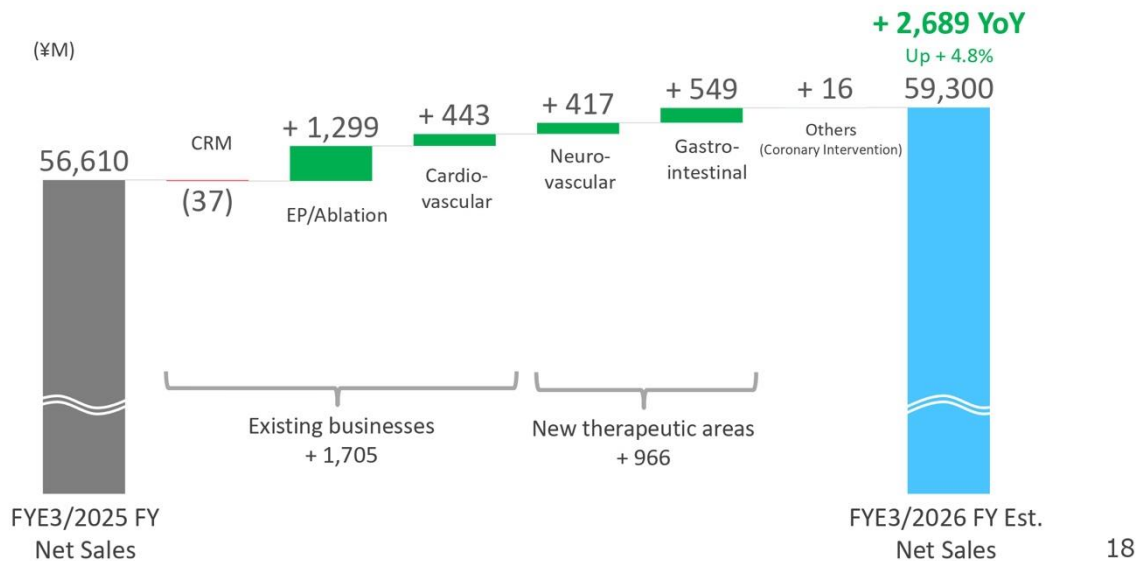 (¥M)
+ 2,689 YoY
Up + 4.8%
56,610
CRM
(37)
+ 1,299
EP/Ablation
+ 443
Cardio-
vascular
+ 417
Neuro-
vascular
+ 549
Gastro-
intestinal
+ 16
Others
(Coronary Intervention)
59,300
Existing businesses
+ 1,705
New therapeutic areas
+ 966
FYE3/2025 FY
Net Sales
FYE3/2026 FY Est.
Net Sales
18